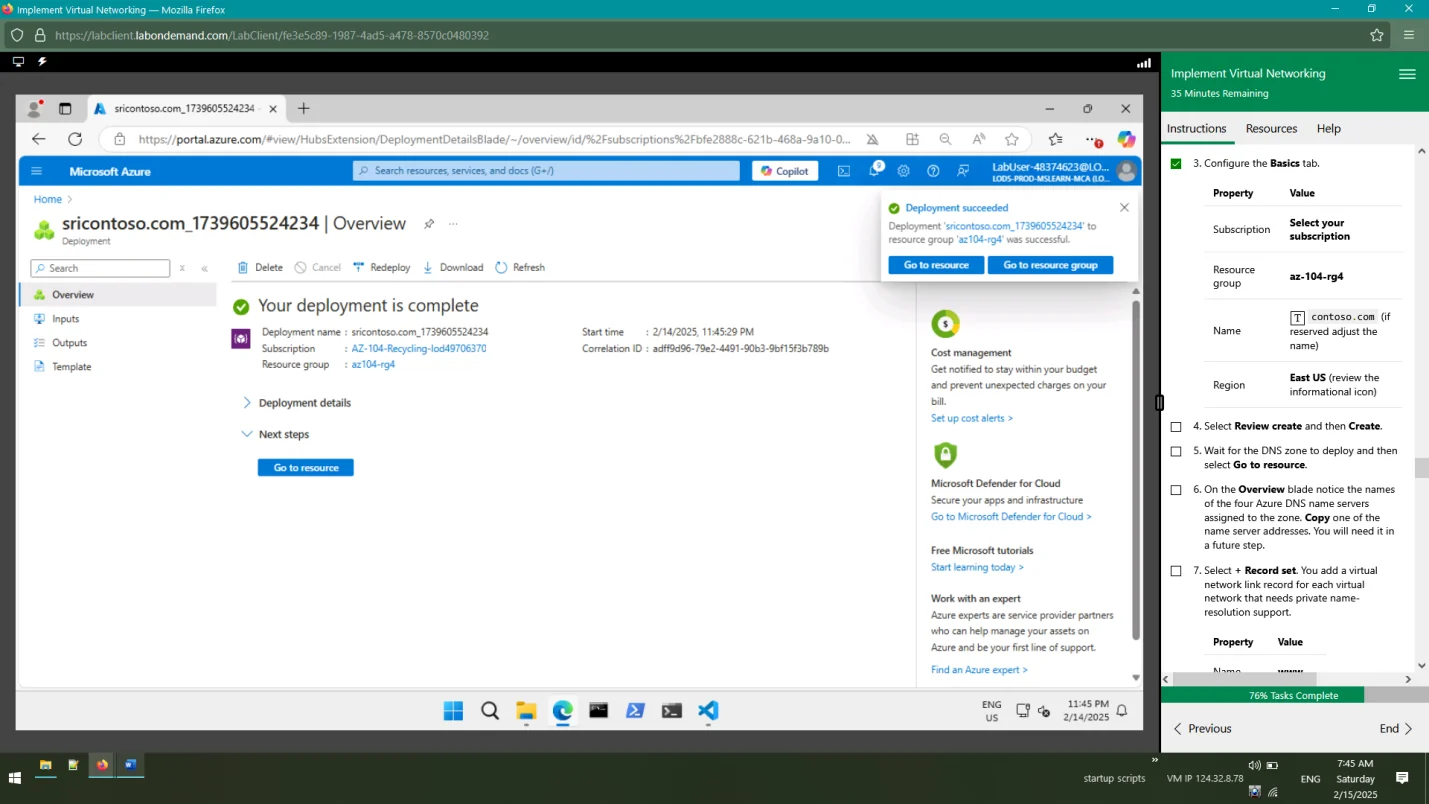 Implement Virtual Networking — Mozilla Firefox
https://labclient.labondemand.com/LabClient/fe3e5c89-1987-4ad5-a478-8570c0480392
sricontoso.com_1739605524234
https://portal.azure.com/#view/HubsExtension/DeploymentDetailsBlade/~/overview/id/%2Fsubscriptions%2Fbfe2888c-621b-468a-9a10-0...
Microsoft Azure
Search resources, services, and docs (G+/)
Copilot
9
LabUser-48374623@LO...
LODS-PROD-MSLEARN-MCA (LO...
Home
sricontoso.com_1739605524234 | Overview
Deployment
Search
Overview
Inputs
Outputs
Template
Delete
Cancel
Redeploy
Download
Refresh
Your deployment is complete
Deployment name : sricontoso.com_1739605524234
Subscription : AZ-104-Recycling-lod49706370
Resource group : az104-rg4
Start time : 2/14/2025, 11:45:29 PM
Correlation ID : adff9d96-79e2-4491-90b3-9bf15f3b789b
Deployment details
Next steps
Go to resource
Deployment succeeded
Deployment 'sricontoso.com_1739605524234' to
resource group 'az104-rg4' was successful.
Go to resource
Go to resource group
Cost management
Get notified to stay within your budget
and prevent unexpected charges on your
bill.
Set up cost alerts >
Microsoft Defender for Cloud
Secure your apps and infrastructure
Go to Microsoft Defender for Cloud >
Free Microsoft tutorials
Start learning today >
Work with an expert
Azure experts are service provider partners
who can help manage your assets on
Azure and be your first line of support.
Find an Azure expert >
ENG
US
11:45 PM
2/14/2025
Implement Virtual Networking
35 Minutes Remaining
Instructions
Resources
Help
3. Configure the Basics tab.
Property Value
Subscription Select your
subscription
Resource
group az-104-rg4
Name contoso.com (if
reserved adjust the
name)
Region East US (review the
informational icon)
4. Select Review create and then Create.
5. Wait for the DNS zone to deploy and then
select Go to resource.
6. On the Overview blade notice the names
of the four Azure DNS name servers
assigned to the zone. Copy one of the
name server addresses. You will need it in
a future step.
7. Select + Record set. You add a virtual
network link record for each virtual
network that needs private name-
resolution support.
Property Value
Name www
76% Tasks Complete
Previous
End
startup scripts
VM IP 124.32.8.78
ENG
7:45 AM
Saturday
2/15/2025